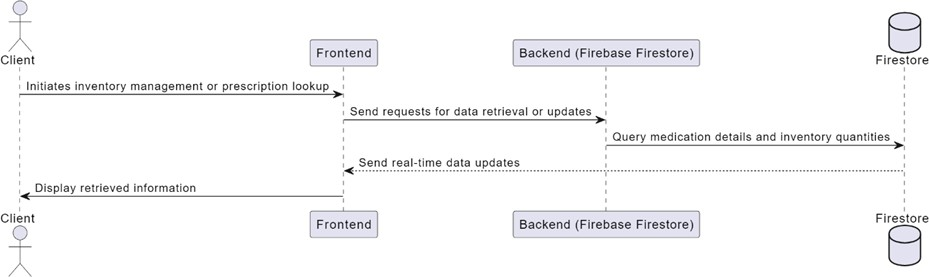 Client
Frontend
Backend (Firebase Firestore)
Firestore
Initiates inventory management or prescription lookup
Send requests for data retrieval or updates
Query medication details and inventory quantities
Send real-time data updates
Display retrieved information
Client
Frontend
Backend (Firebase Firestore)
Firestore